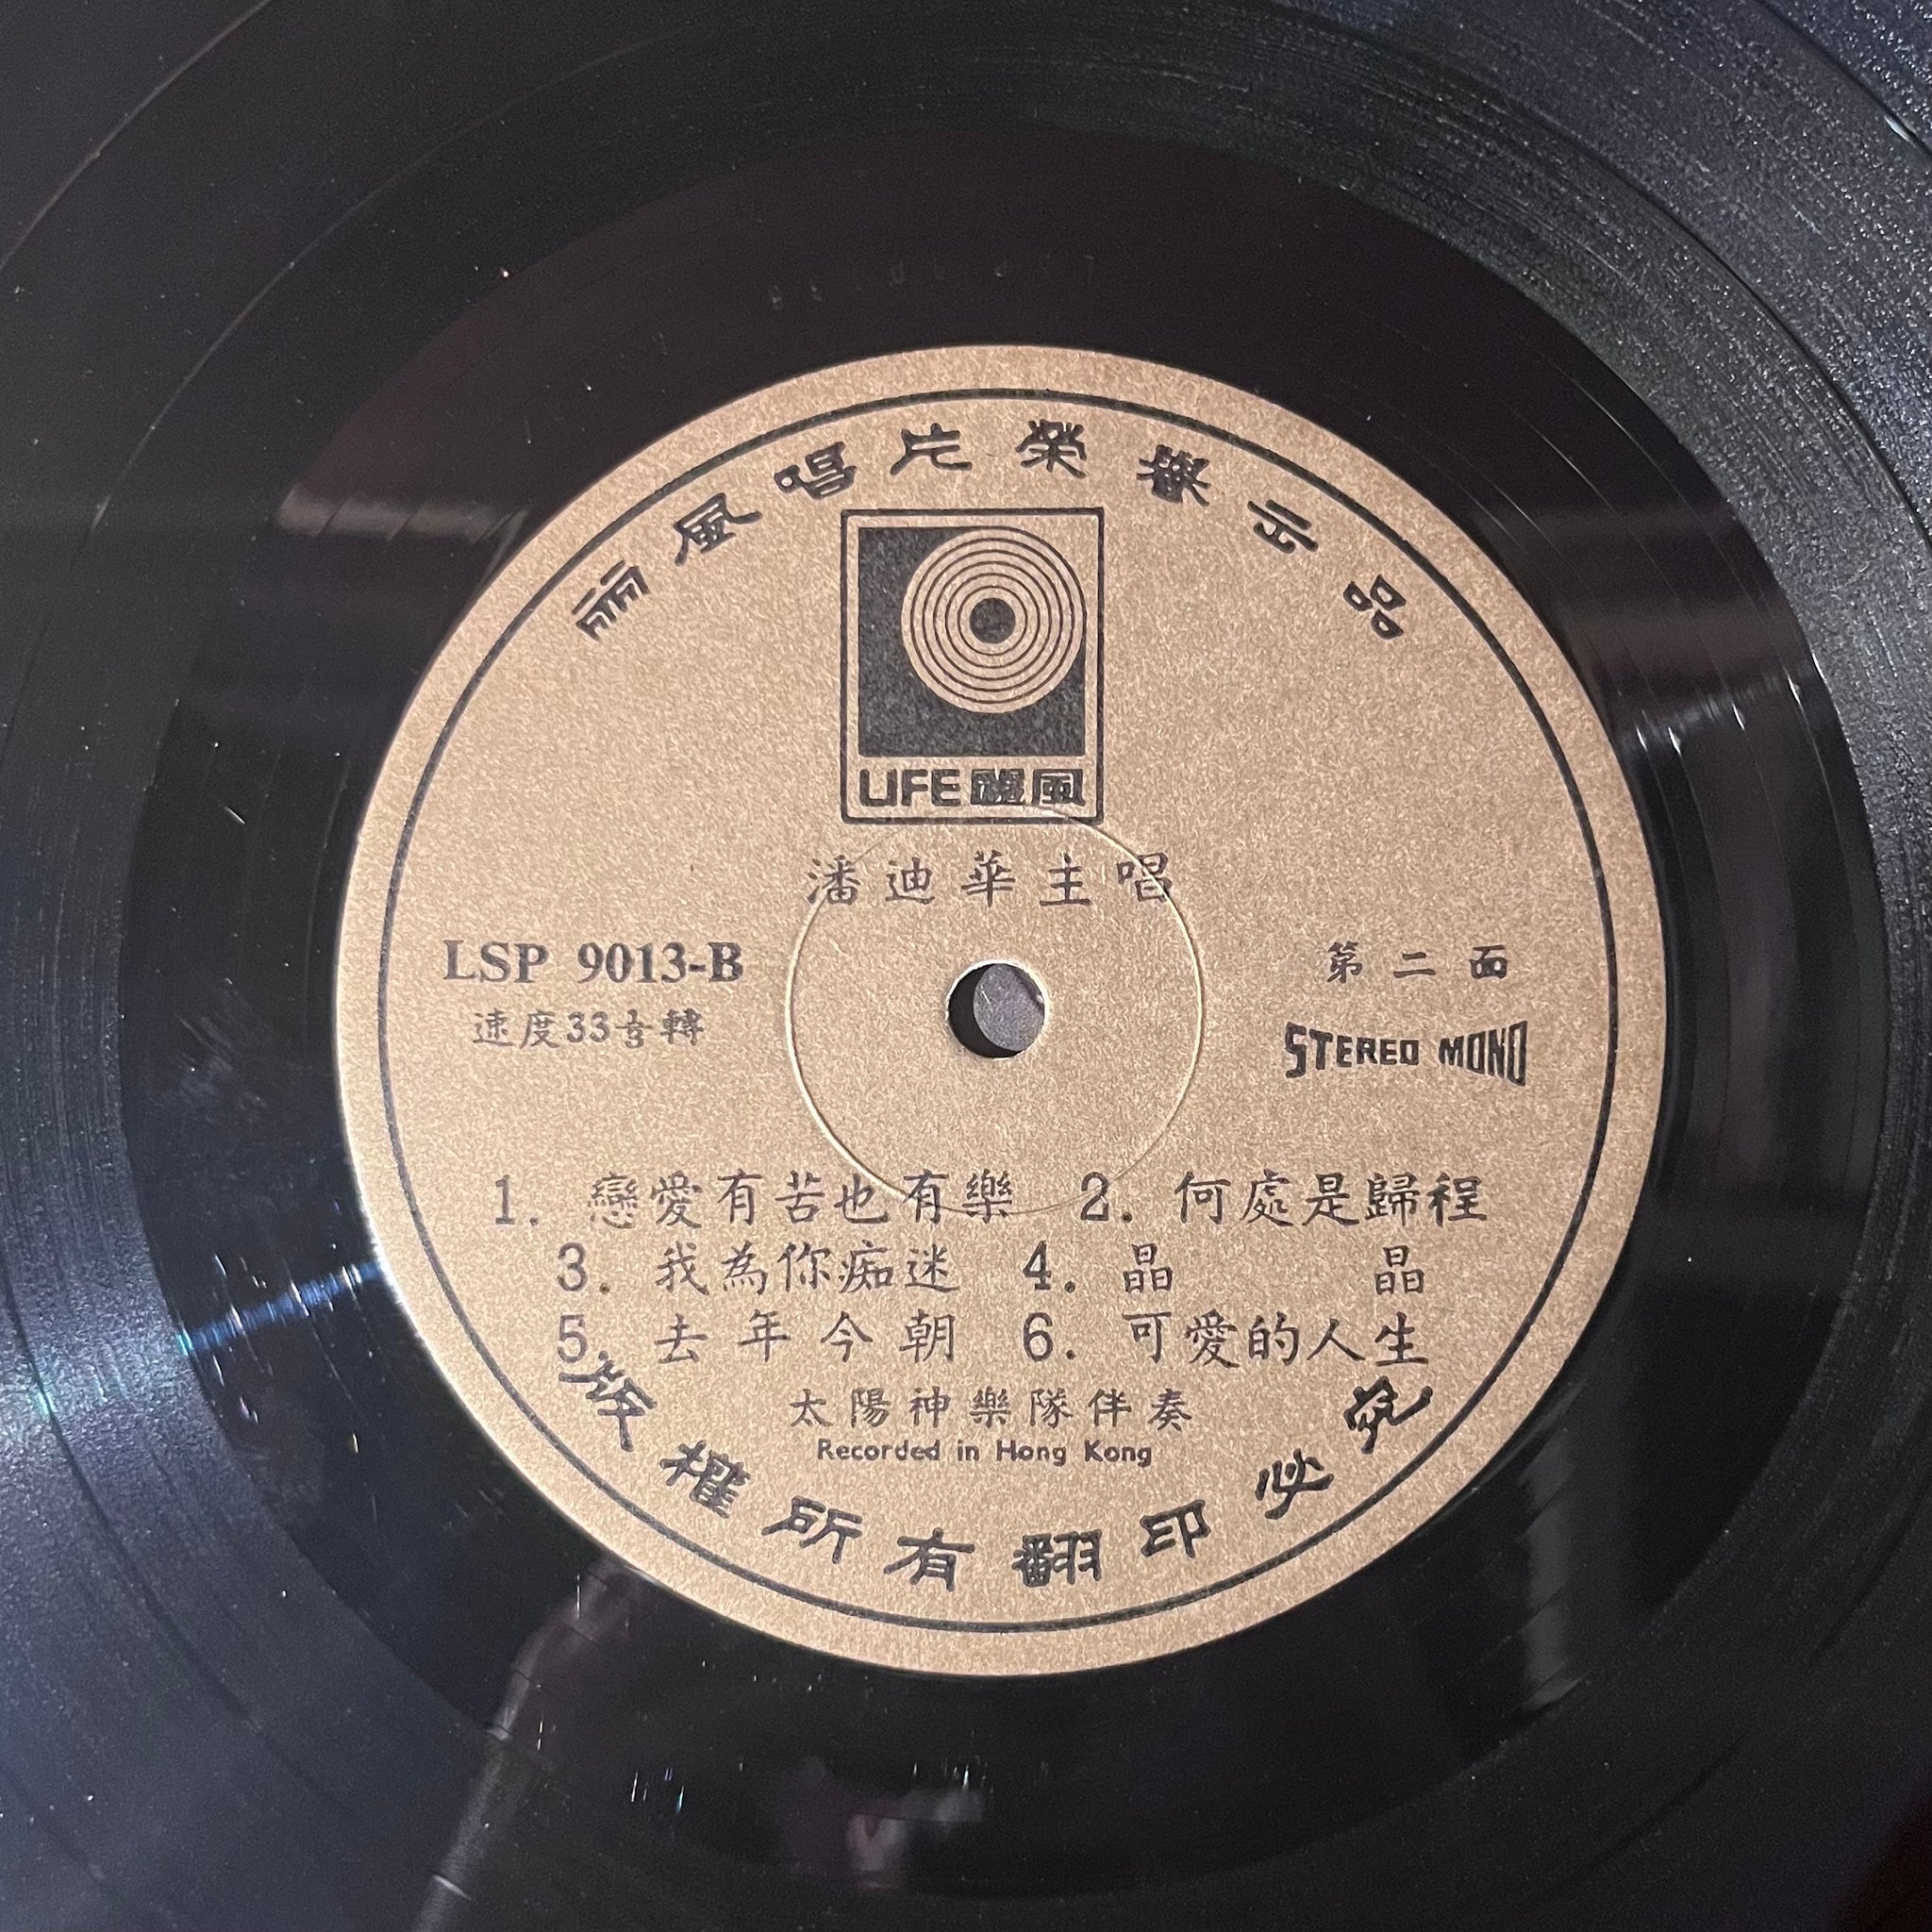 丽風唱片榮譽出品
LIFE麗風
潘迪華主唱
LSP 9013-B
第二面
速度33⅓轉
STEREO MONO
1. 戀愛有苦也有樂 2. 何處是歸程
3. 我為你痴迷 4. 晶 晶
5. 去年今朝 6. 可愛的人生
太陽神樂隊伴奏
Recorded in Hong Kong
版權所有翻印必究